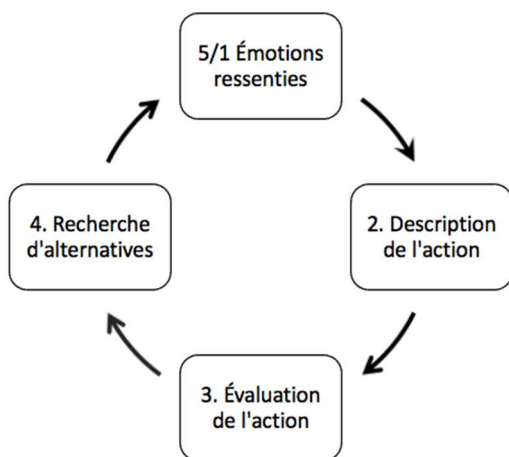 5/1 Émotions
ressenties
2. Description
de l'action
3. Évaluation
de l'action
4. Recherche
d'alternatives